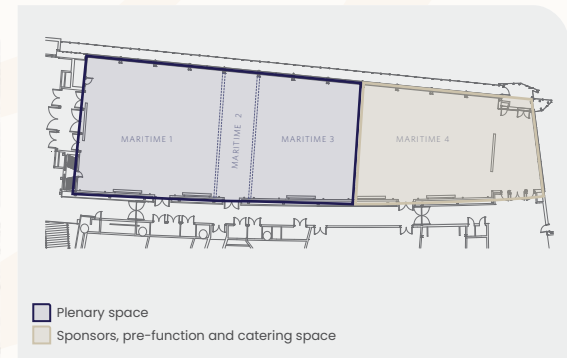 MARITIME 1
MARITIME 2
MARITIME 3
MARITIME 4
Plenary space
Sponsors, pre-function and catering space